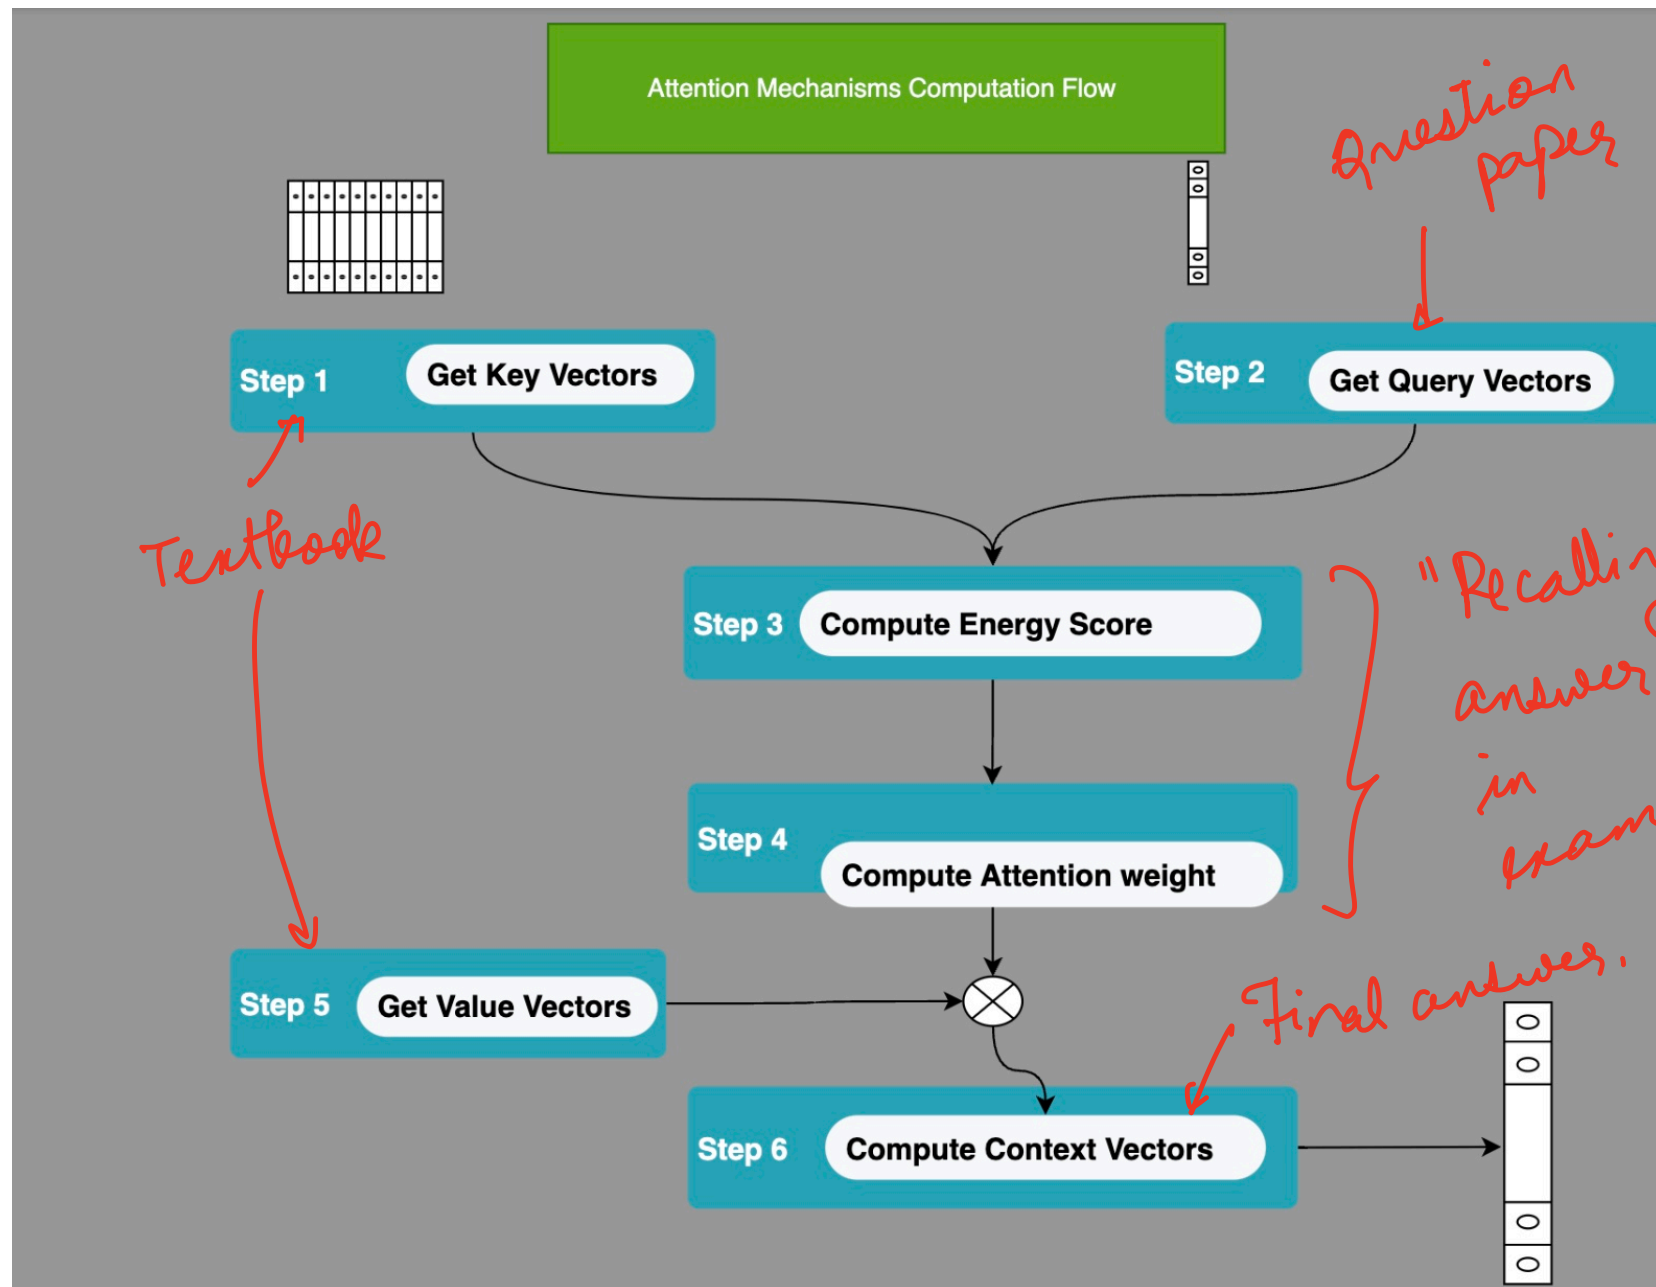 Attention Mechanisms Computation Flow
Question
paper
Step 1
Get Key Vectors
Step 2
Get Query Vectors
Textbook
Step 3
Compute Energy Score
"Recallin
answer
in
exam
Step 4
Compute Attention weight
Step 5
Get Value Vectors
Final answer.
Step 6
Compute Context Vectors